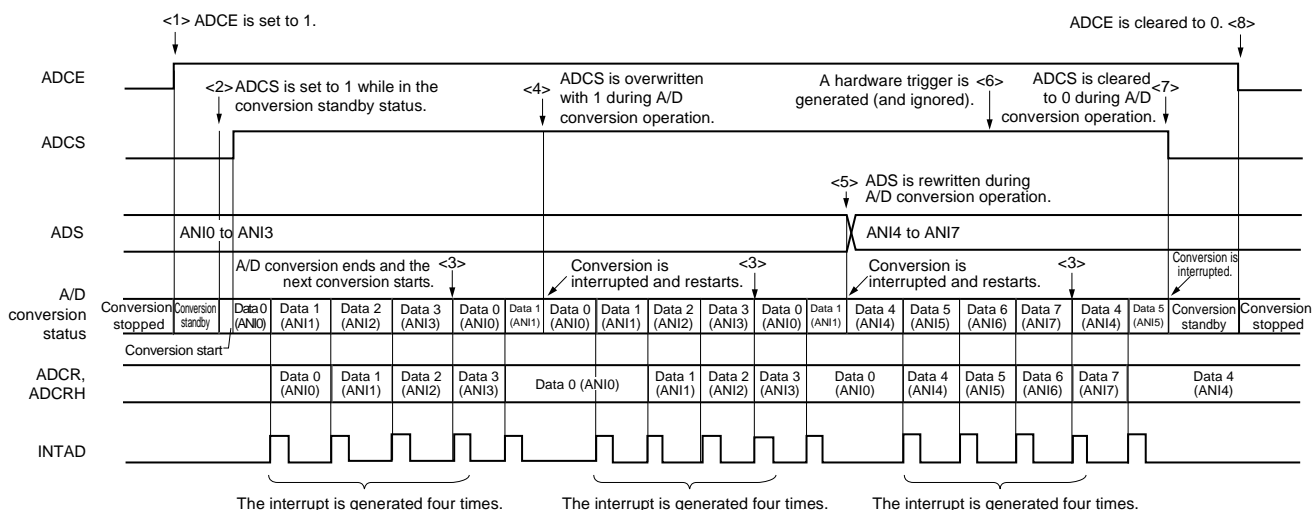 <1> ADCE is set to 1.
ADCE is cleared to 0. <8>
ADCE
<2> ADCS is set to 1 while in the
conversion standby status.
<4>
ADCS is overwritten
with 1 during A/D
conversion operation.
A hardware trigger is
generated (and ignored).
<6>
ADCS is cleared
to 0 during A/D
conversion operation.
<7>
ADCS
<5> ADS is rewritten during
A/D conversion operation.
ADS
ANI0 to ANI3
ANI4 to ANI7
A/D conversion ends and the
next conversion starts.
<3>
Conversion is
interrupted and restarts.
<3>
Conversion is
interrupted and restarts.
<3>
Conversion is
interrupted.
A/D
conversion
status
Conversion
stopped
Conversion
standby
Data 0
(ANI0)
Data 1
(ANI1)
Data 2
(ANI2)
Data 3
(ANI3)
Data 0
(ANI0)
Data 1
(ANI1)
Data 0
(ANI0)
Data 1
(ANI1)
Data 2
(ANI2)
Data 3
(ANI3)
Data 0
(ANI0)
Data 1
(ANI1)
Data 4
(ANI4)
Data 5
(ANI5)
Data 6
(ANI6)
Data 7
(ANI7)
Data 4
(ANI4)
Data 5
(ANI5)
Conversion
standby
Conversion
stopped
Conversion start
ADCR,
ADCRH
Data 0
(ANI0)
Data 1
(ANI1)
Data 2
(ANI2)
Data 3
(ANI3)
Data 0 (ANI0)
Data 1
(ANI1)
Data 2
(ANI2)
Data 3
(ANI3)
Data 0
(ANI0)
Data 4
(ANI4)
Data 5
(ANI5)
Data 6
(ANI6)
Data 7
(ANI7)
Data 4
(ANI4)
INTAD
The interrupt is generated four times.
The interrupt is generated four times.
The interrupt is generated four times.